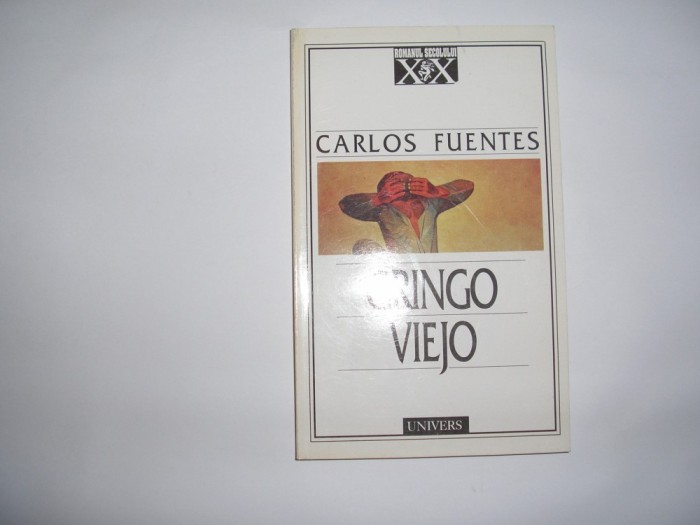 ROMANUL SECOLULUI
XX
CARLOS FUENTES
GRINGO
VIEJO
UNIVERS